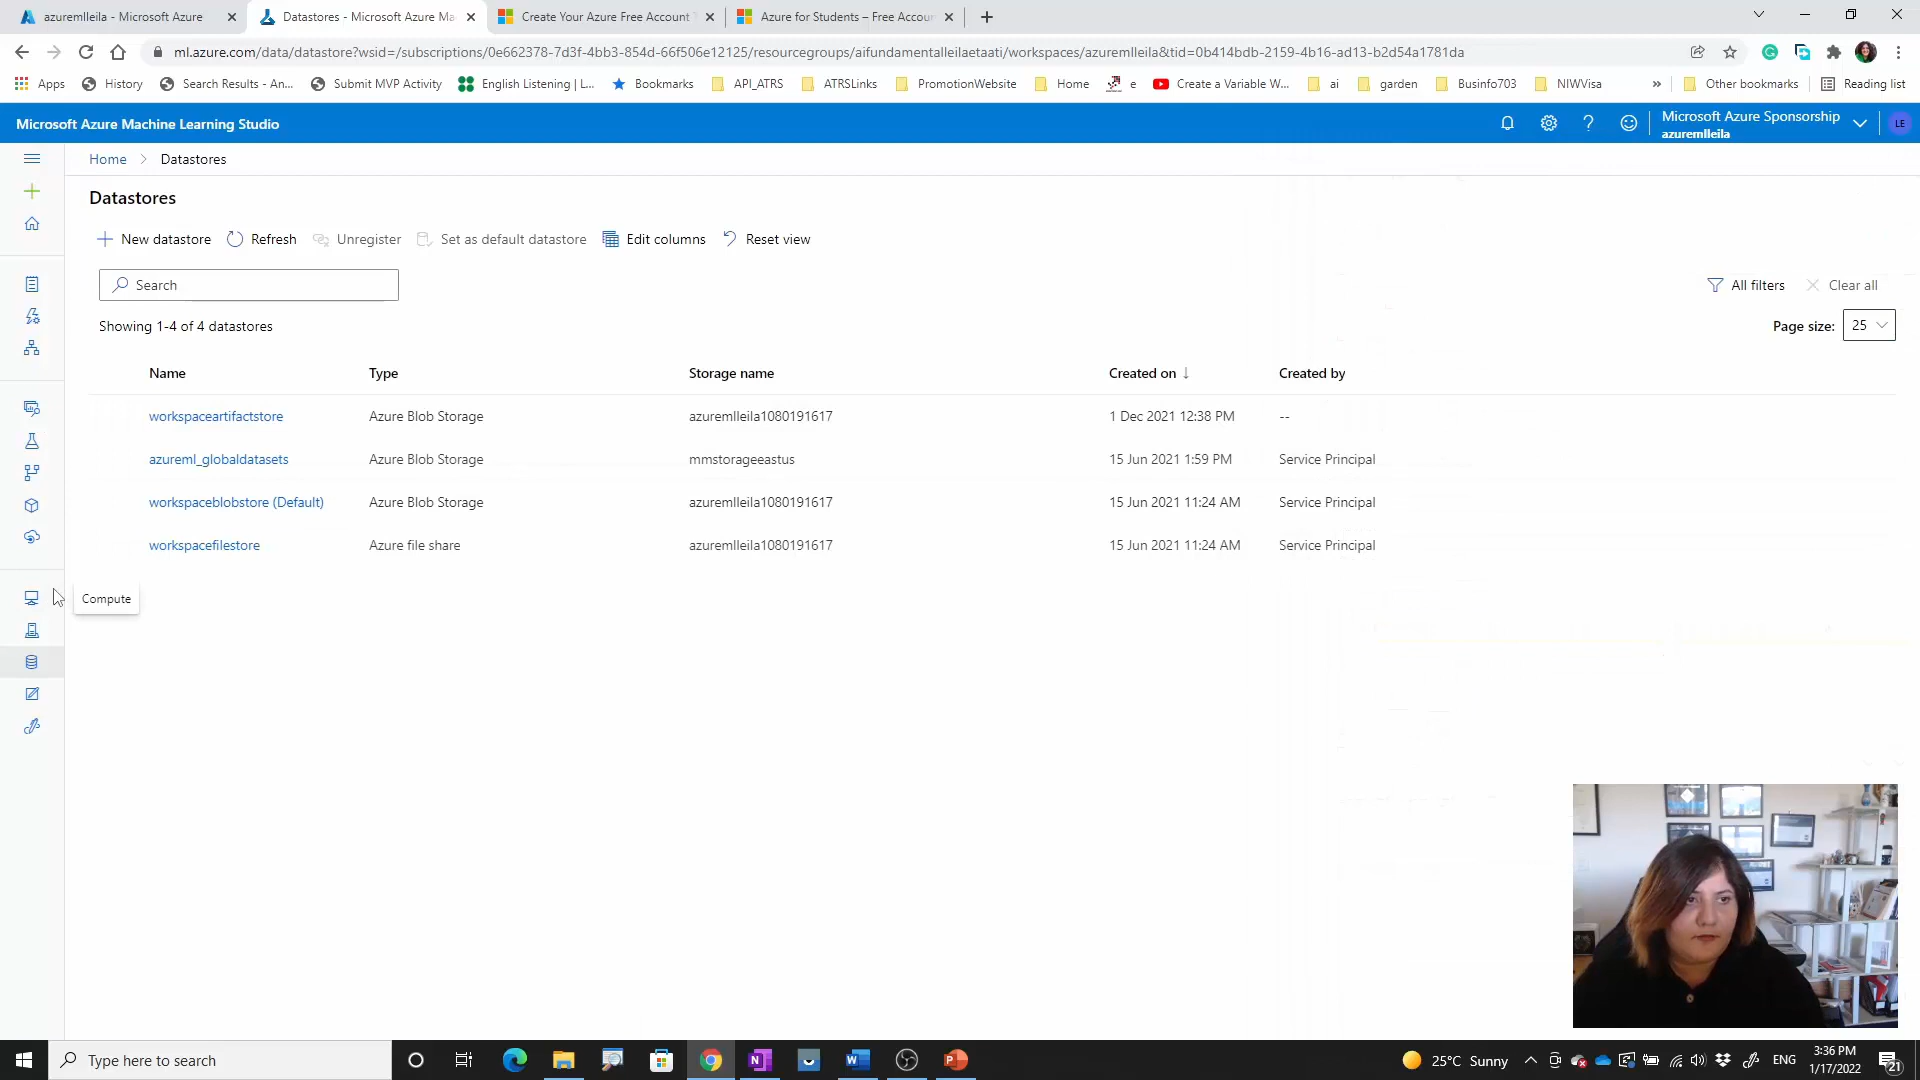 azuremlleila - Microsoft Azure
Datastores - Microsoft Azure Ma
Create Your Azure Free Account
Azure for Students – Free Accoun
ml.azure.com/data/datastore?wsid=/subscriptions/0e662378-7d3f-4bb3-854d-66f506e12125/resourcegroups/aifundamentalleilaetaati/workspaces/azuremlleila&tid=0b414bdb-2159-4b16-ad13-b2d54a1781da
Apps History Search Results - An... Submit MVP Activity English Listening | L... Bookmarks API_ATRS ATRSLinks PromotionWebsite Home e Create a Variable W... ai garden Businfo703 NIWVisa » Other bookmarks Reading list
Microsoft Azure Machine Learning Studio
Microsoft Azure Sponsorship
azuremlleila
LE
Home > Datastores
Datastores
New datastore Refresh Unregister Set as default datastore Edit columns Reset view
Search
All filters Clear all
Showing 1-4 of 4 datastores
Page size: 25
Name Type Storage name Created on ↓ Created by
workspaceartifactstore Azure Blob Storage azuremlleila1080191617 1 Dec 2021 12:38 PM --
azureml_globaldatasets Azure Blob Storage mmstorageeastus 15 Jun 2021 1:59 PM Service Principal
workspaceblobstore (Default) Azure Blob Storage azuremlleila1080191617 15 Jun 2021 11:24 AM Service Principal
workspacefilestore Azure file share azuremlleila1080191617 15 Jun 2021 11:24 AM Service Principal
Compute
Type here to search
25°C Sunny
ENG
3:36 PM
1/17/2022
21